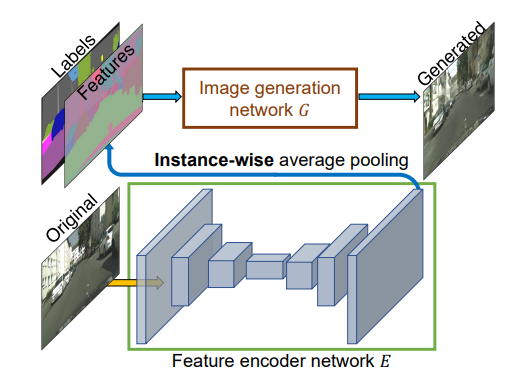 Labels
Features
Image generation
network G
Generated
Instance-wise average pooling
Original
Feature encoder network E